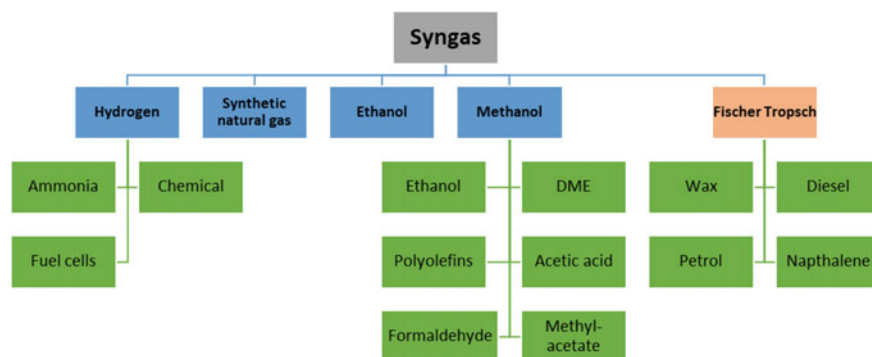 Syngas
Hydrogen
Synthetic
natural gas
Ethanol
Methanol
Fischer Tropsch
Ammonia
Chemical
Ethanol
DME
Wax
Diesel
Fuel cells
Polyolefins
Acetic acid
Petrol
Napthalene
Formaldehyde
Methyl-
acetate